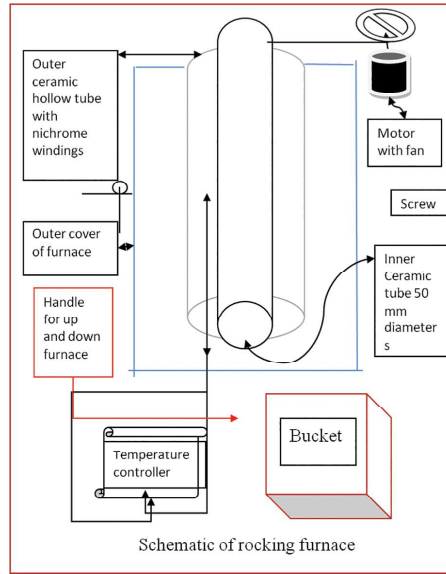 Outer
ceramic
hollow tube
with
nichrome
windings
Motor
with fan
Screw
Outer cover
of furnace
Inner
Ceramic
tube 50
mm
diameter
s
Handle
for up
and down
furnace
Temperature
controller
Bucket
Schematic of rocking furnace